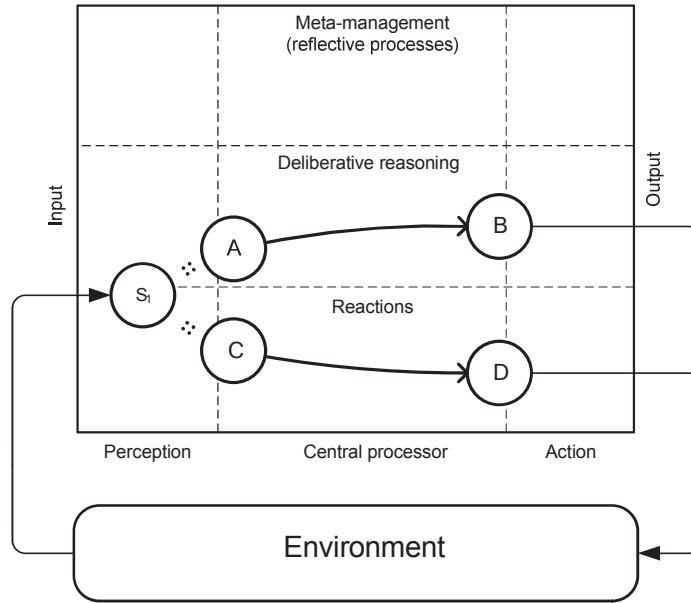 Meta-management
(reflective processes)
Input
Deliberative reasoning
Output
A
B
S1
Reactions
C
D
Perception
Central processor
Action
Environment